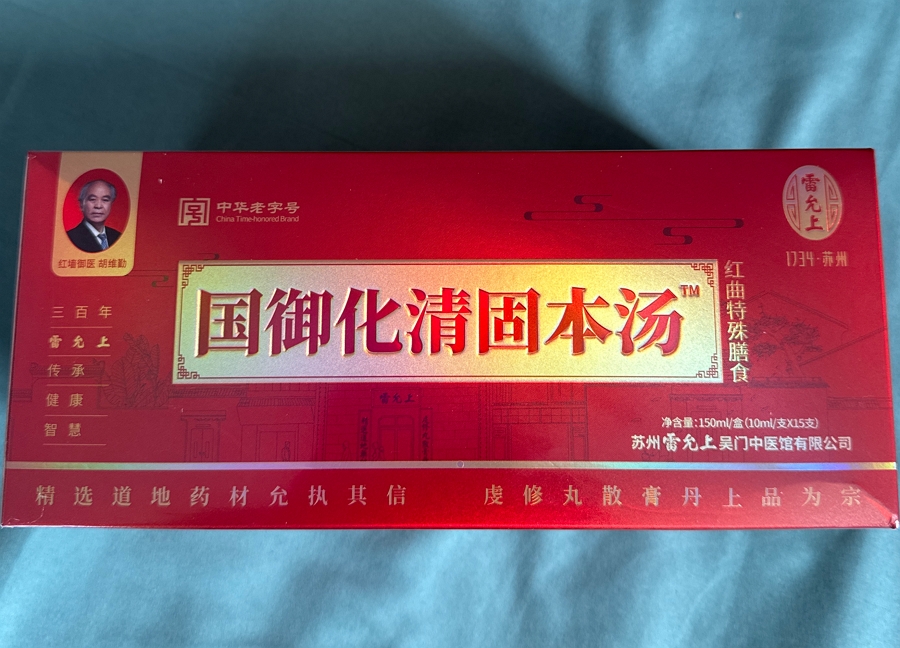 中华老字号
China Time-honored Brand
雷允上
1734·苏州
红墙御医 胡维勤
国御化清固本汤™
红曲特殊膳食
三百年
雷允上
传承
健康
智慧
雷允上
净含量:150ml/盒(10ml/支X15支)
苏州雷允上吴门中医馆有限公司
精选道地药材允执其信 虔修丸散膏丹上品为宗